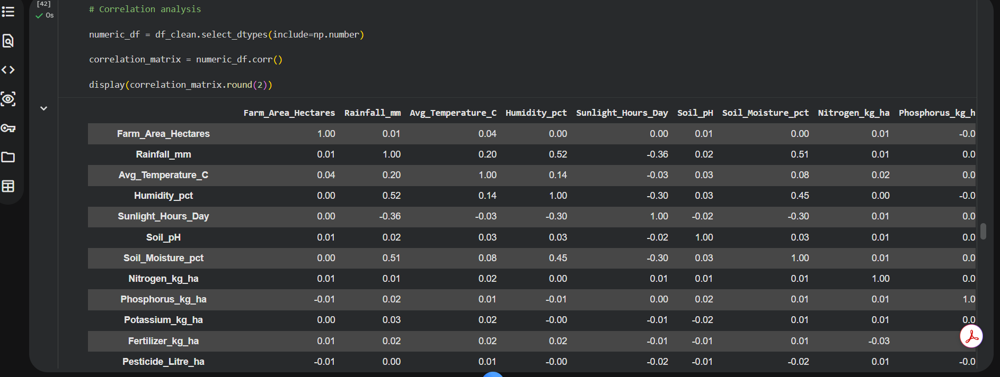 [42]
0s
# Correlation analysis
numeric_df = df_clean.select_dtypes(include=np.number)
correlation_matrix = numeric_df.corr()
display(correlation_matrix.round(2))
Farm_Area_Hectares Rainfall_mm Avg_Temperature_C Humidity_pct Sunlight_Hours_Day Soil_pH Soil_Moisture_pct Nitrogen_kg_ha Phosphorus_kg_h
Farm_Area_Hectares 1.00 0.01 0.04 0.00 0.00 0.01 0.00 0.01 -0.0
Rainfall_mm 0.01 1.00 0.20 0.52 -0.36 0.02 0.51 0.01 0.0
Avg_Temperature_C 0.04 0.20 1.00 0.14 -0.03 0.03 0.08 0.02 0.0
Humidity_pct 0.00 0.52 0.14 1.00 -0.30 0.03 0.45 0.00 -0.0
Sunlight_Hours_Day 0.00 -0.36 -0.03 -0.30 1.00 -0.02 -0.30 0.01 0.0
Soil_pH 0.01 0.02 0.03 0.03 -0.02 1.00 0.03 0.01 0.0
Soil_Moisture_pct 0.00 0.51 0.08 0.45 -0.30 0.03 1.00 0.01 0.0
Nitrogen_kg_ha 0.01 0.01 0.02 0.00 0.01 0.01 0.01 1.00 0.0
Phosphorus_kg_ha -0.01 0.02 0.01 -0.01 0.00 0.02 0.01 0.01 1.0
Potassium_kg_ha 0.00 0.03 0.02 -0.00 -0.01 -0.02 0.01 0.01 0.0
Fertilizer_kg_ha 0.01 0.02 0.02 0.02 -0.01 -0.01 0.01 -0.03
Pesticide_Litre_ha -0.01 0.00 0.01 -0.00 -0.02 -0.01 -0.02 0.01 -0.0